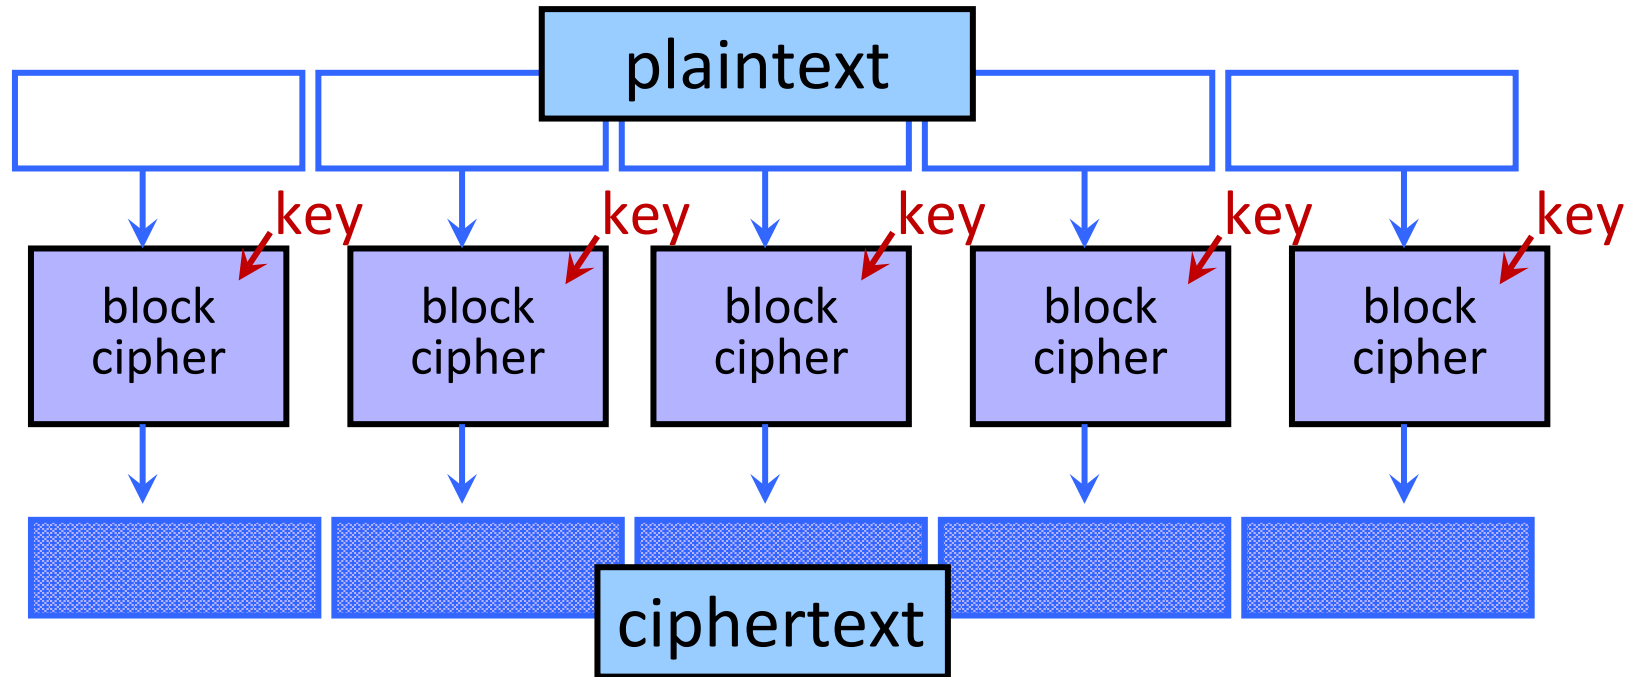 plaintext
key
key
key
key
key
block
cipher
block
cipher
block
cipher
block
cipher
block
cipher
ciphertext